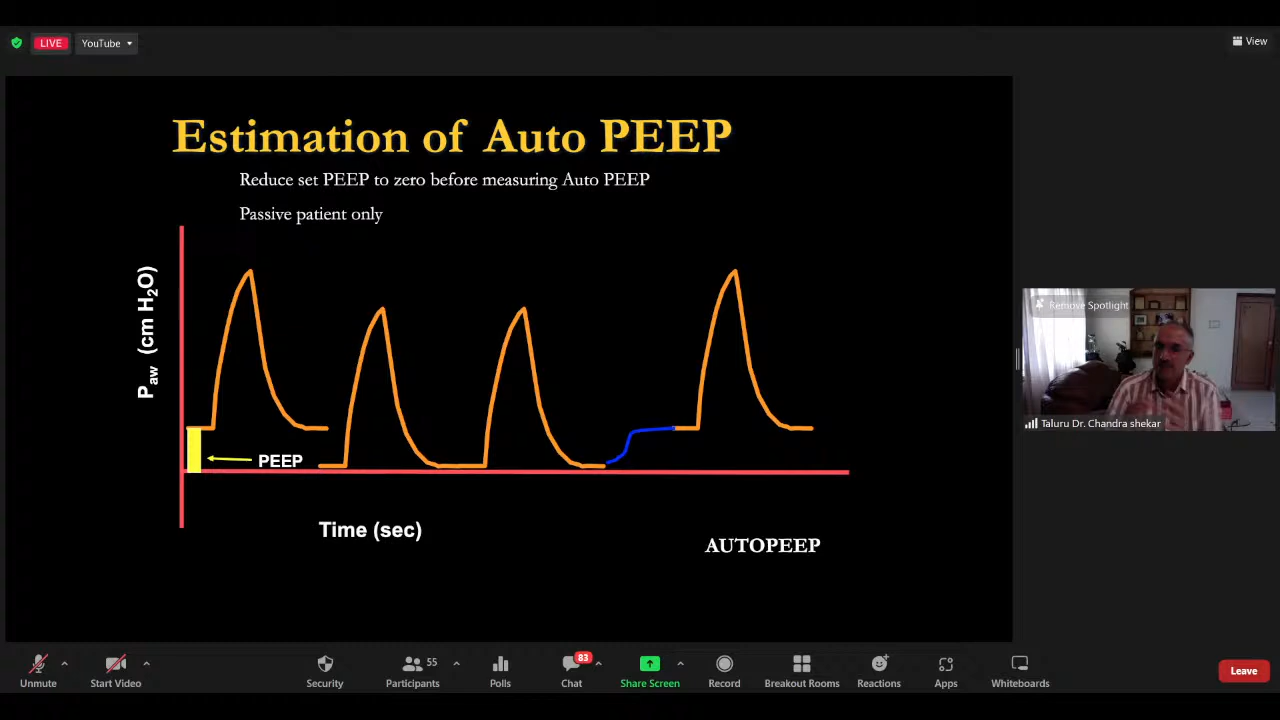 LIVE
YouTube
View
Estimation of Auto PEEP
Reduce set PEEP to zero before measuring Auto PEEP
Passive patient only
Paw (cm H2O)
PEEP
Time (sec)
AUTOPEEP
Remove Spotlight
Taluru Dr. Chandra shekar
Unmute
Start Video
Security
55
Participants
Polls
83
Chat
Share Screen
Record
Breakout Rooms
Reactions
Apps
Whiteboards
Leave